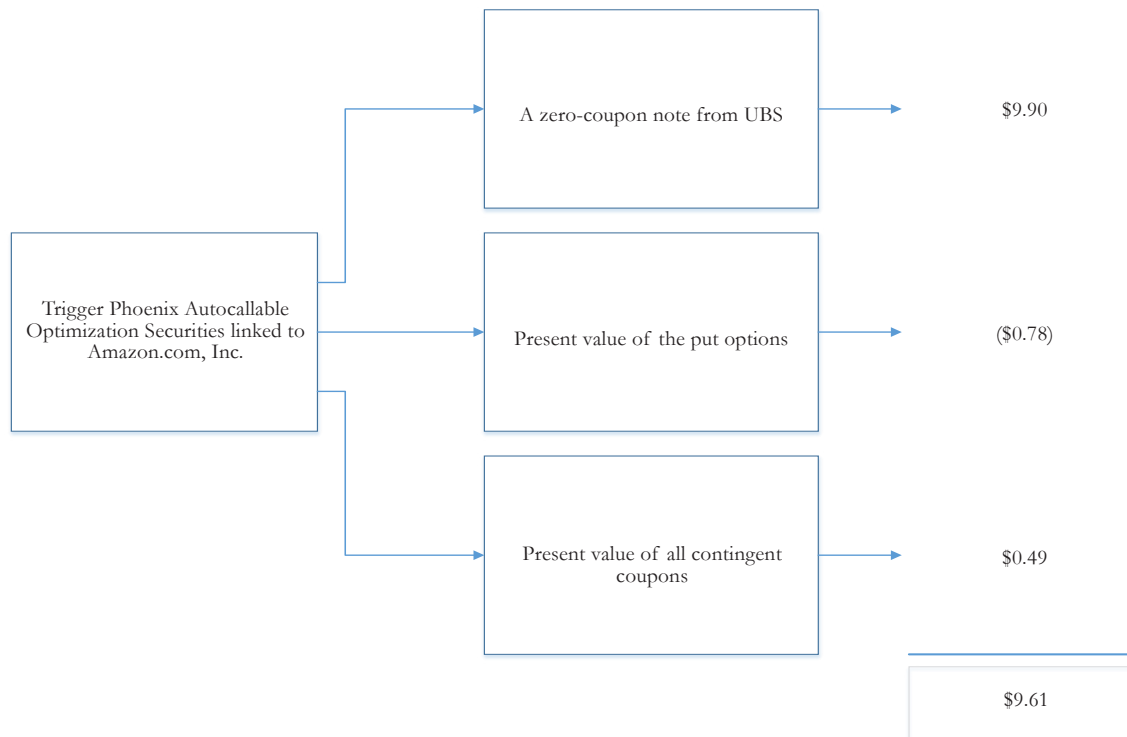 A zero-coupon note from UBS
$9.90
Trigger Phoenix Autocallable
Optimization Securities linked to
Amazon.com, Inc.
Present value of the put options
($0.78)
Present value of all contingent
coupons
$0.49
$9.61